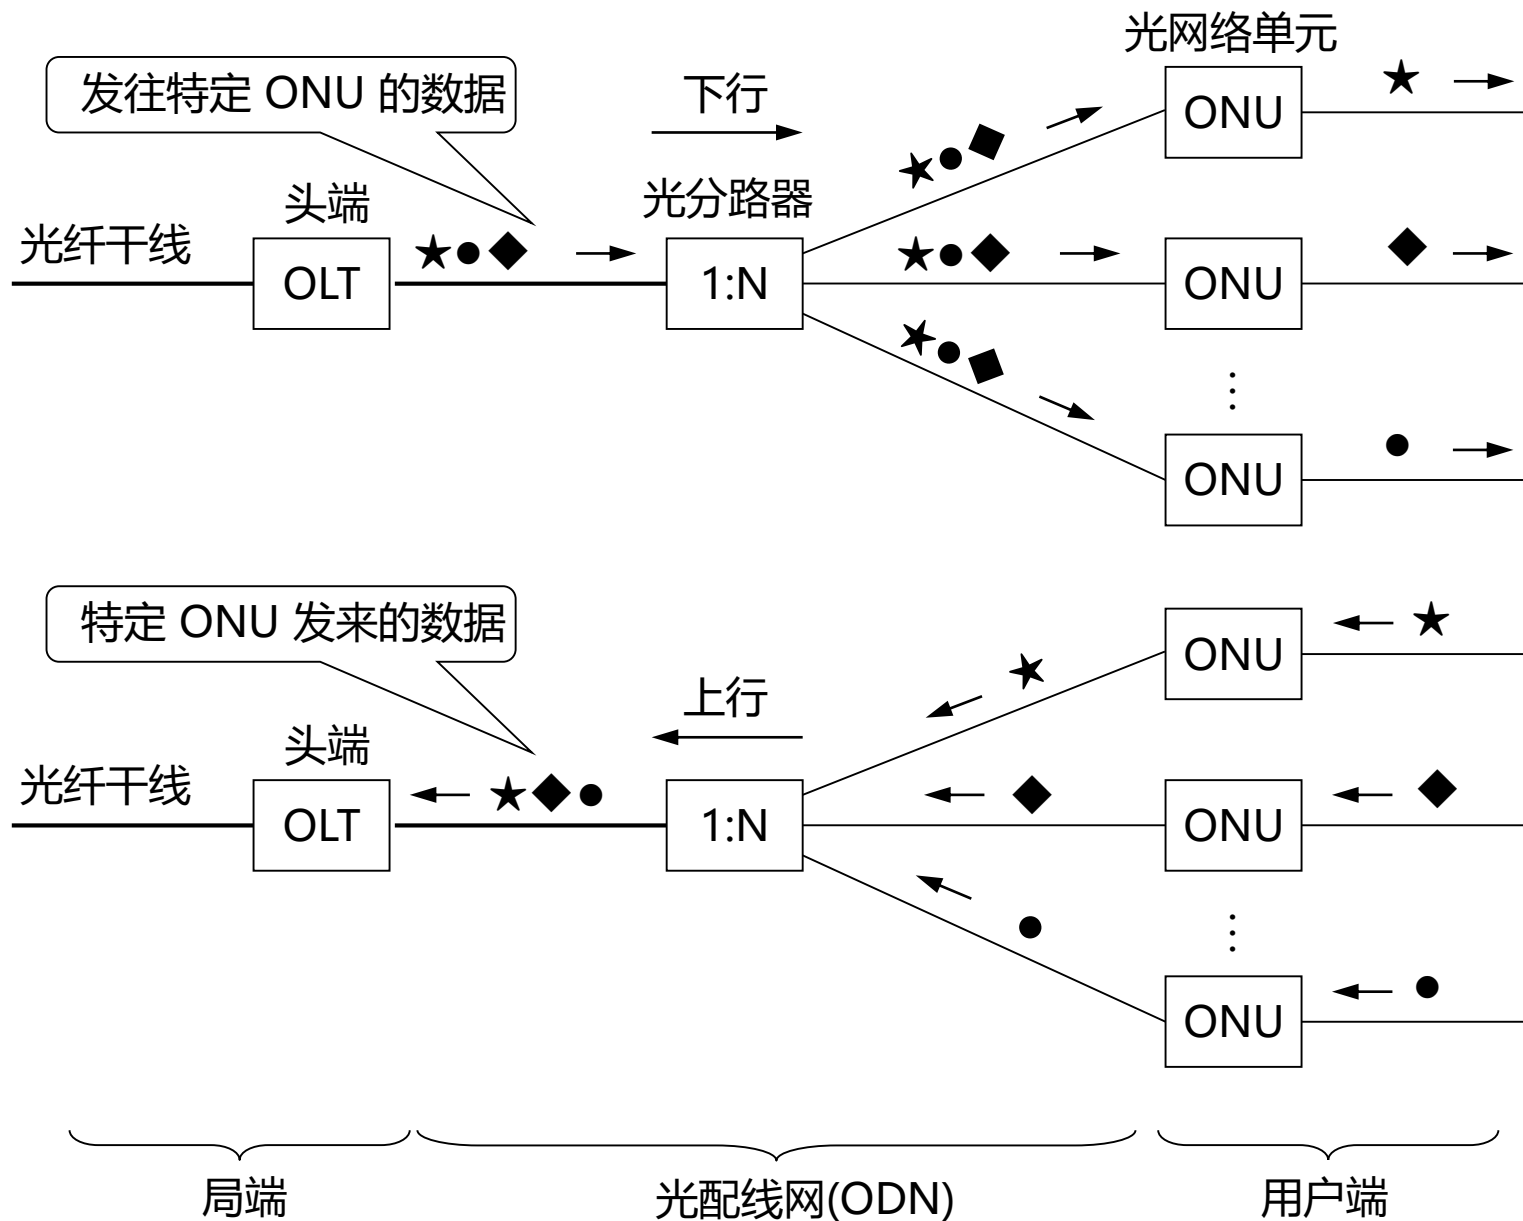 光网络单元
发往特定 ONU 的数据
下行
ONU
头端
光分路器
光纤干线
OLT
1:N
ONU
⋮
ONU
特定 ONU 发来的数据
ONU
上行
头端
光纤干线
OLT
1:N
ONU
⋮
ONU
局端
光配线网(ODN)
用户端